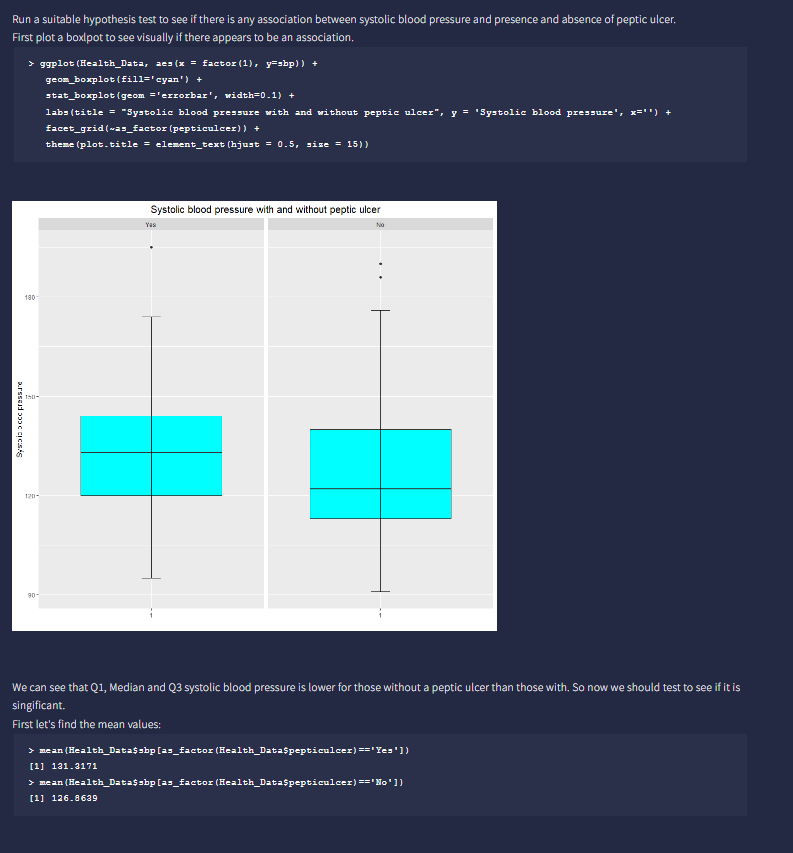 Run a suitable hypothesis test to see if there is any association between systolic blood pressure and presence and absence of peptic ulcer.
First plot a boxlpot to see visually if there appears to be an association.
> ggplot(Health_Data, aes(x = factor(1), y=sbp)) +
geom_boxplot(fill='cyan') +
stat_boxplot(geom ='errorbar', width=0.1) +
labs(title = "Systolic blood pressure with and without peptic ulcer", y = 'Systolic blood pressure', x='') +
facet_grid(~as_factor(pepticulcer)) +
theme(plot.title = element_text(hjust = 0.5, size = 15))
Systolic blood pressure with and without peptic ulcer
Yes No
180
150
120
90
Systolic blood pressure
1 1
We can see that Q1, Median and Q3 systolic blood pressure is lower for those without a peptic ulcer than those with. So now we should test to see if it is
singificant.
First let's find the mean values:
> mean(Health_Data$sbp[as_factor(Health_Data$pepticulcer)=='Yes'])
[1] 131.3171
> mean(Health_Data$sbp[as_factor(Health_Data$pepticulcer)=='No'])
[1] 126.8639